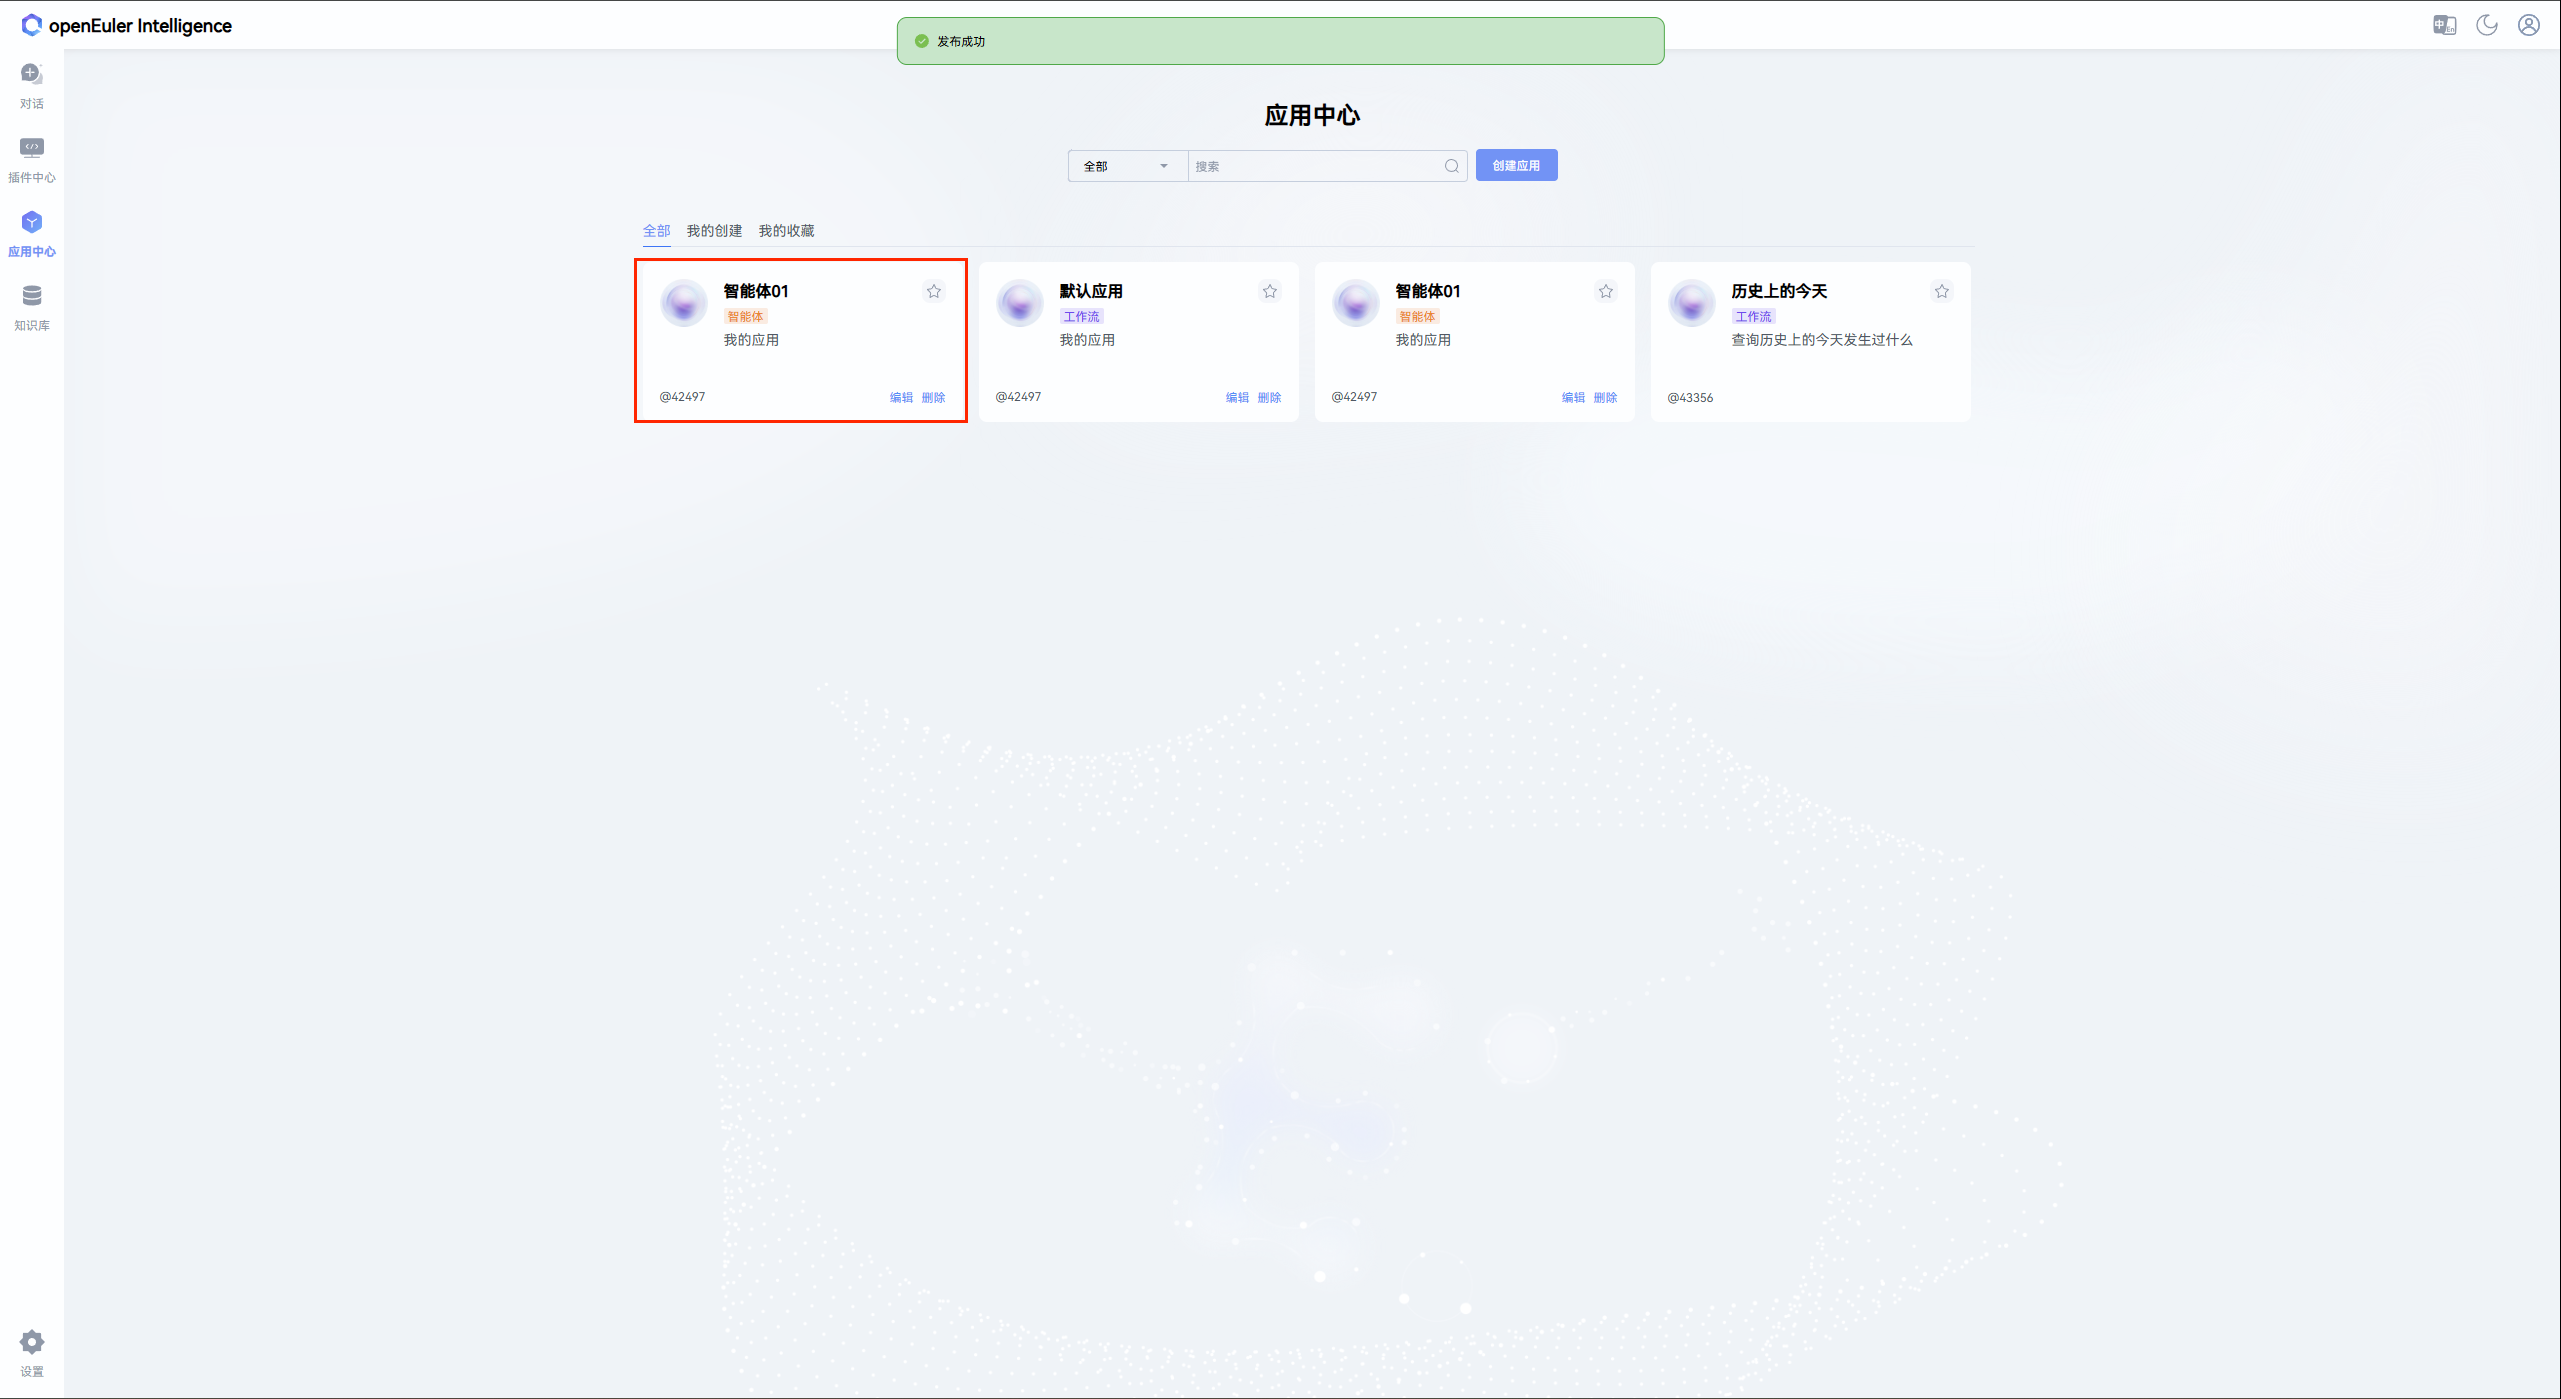 openEuler Intelligence
发布成功
中 En
对话
插件中心
应用中心
知识库
设置
应用中心
全部 搜索 创建应用
全部 我的创建 我的收藏
智能体01
智能体
我的应用
@42497 编辑 删除
默认应用
工作流
我的应用
@42497 编辑 删除
智能体01
智能体
我的应用
@42497 编辑 删除
历史上的今天
工作流
查询历史上的今天发生过什么
@43356